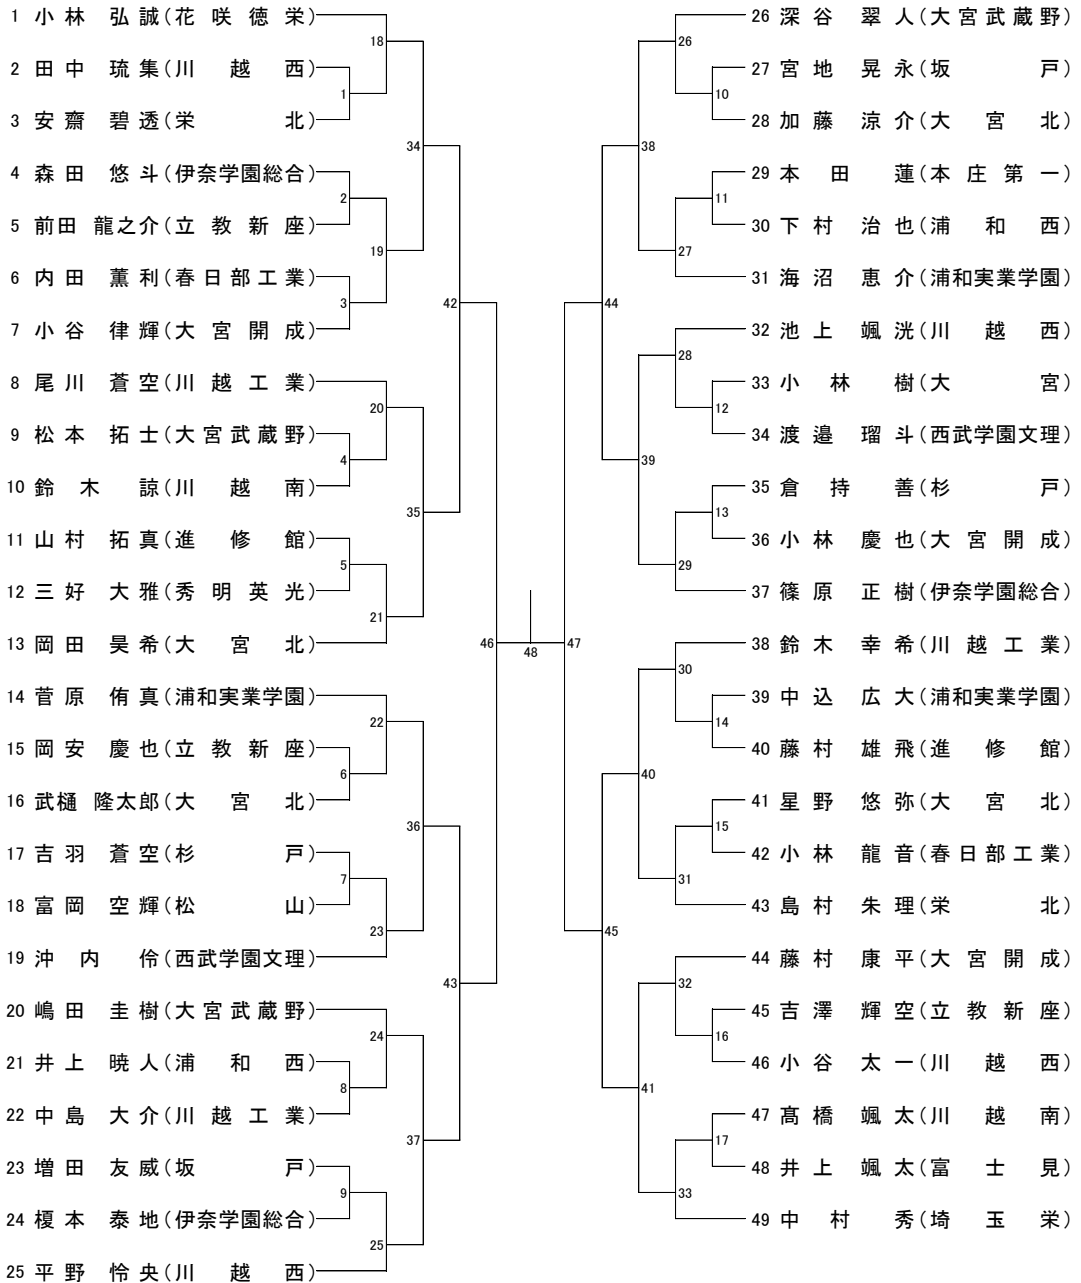 1 小林 弘誠(花咲徳栄)
18
2 田中 琉集(川越西)
1
3 安齋 碧透(栄北)
34
4 森田 悠斗(伊奈学園総合)
2
5 前田 龍之介(立教新座)
19
6 内田 薫利(春日部工業)
3
42
7 小谷 律輝(大宮開成)
8 尾川 蒼空(川越工業)
20
9 松本 拓士(大宮武蔵野)
4
10 鈴木 諒(川越南)
35
11 山村 拓真(進修館)
5
12 三好 大雅(秀明英光)
21
13 岡田 昊希(大宮北)
46
14 菅原 侑真(浦和実業学園)
22
15 岡安 慶也(立教新座)
6
16 武樋 隆太郎(大宮北)
36
17 吉羽 蒼空(杉戸)
7
18 富岡 空輝(松山)
23
19 沖内 伶(西武学園文理)
43
20 嶋田 圭樹(大宮武蔵野)
24
21 井上 暁人(浦和西)
8
22 中島 大介(川越工業)
37
23 増田 友威(坂戸)
9
24 榎本 泰地(伊奈学園総合)
25
25 平野 怜央(川越西)
48
26 深谷 翠人(大宮武蔵野)
26
27 宮地 晃永(坂戸)
10
28 加藤 涼介(大宮北)
38
29 本田 蓮(本庄第一)
11
30 下村 治也(浦和西)
27
31 海沼 恵介(浦和実業学園)
44
32 池上 颯洸(川越西)
28
33 小林 樹(大宮)
12
34 渡邉 瑠斗(西武学園文理)
39
35 倉持 善(杉戸)
13
36 小林 慶也(大宮開成)
29
37 篠原 正樹(伊奈学園総合)
47
38 鈴木 幸希(川越工業)
30
39 中込 広大(浦和実業学園)
14
40 藤村 雄飛(進修館)
40
41 星野 悠弥(大宮北)
15
42 小林 龍音(春日部工業)
31
43 島村 朱理(栄北)
45
44 藤村 康平(大宮開成)
32
45 吉澤 輝空(立教新座)
16
46 小谷 太一(川越西)
41
47 髙橋 颯太(川越南)
17
48 井上 颯太(富士見)
33
49 中村 秀(埼玉栄)